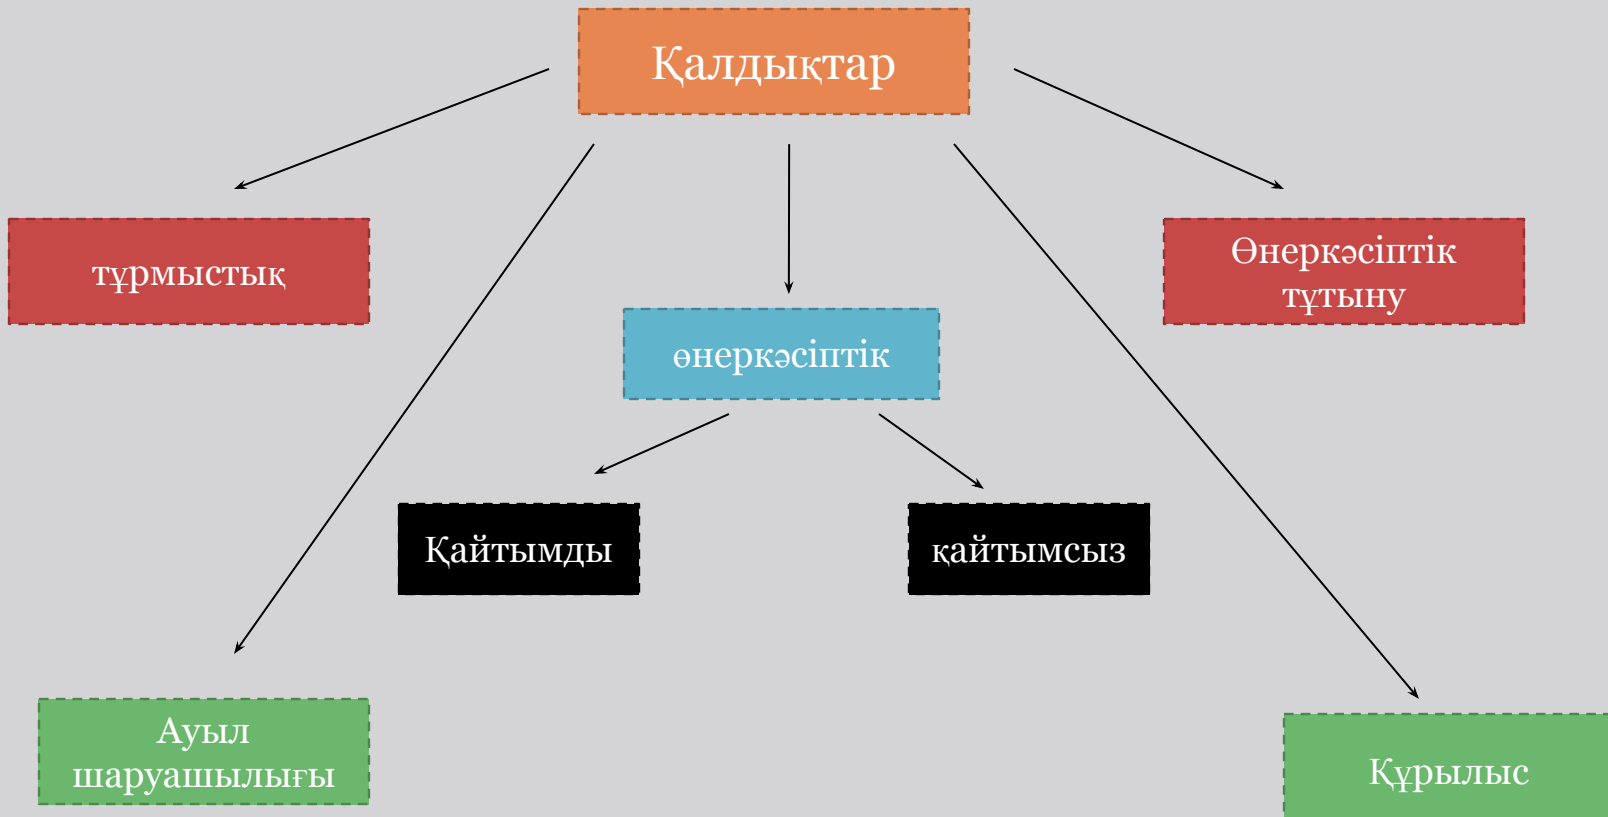 Қалдықтар
тұрмыстық
Өнеркәсіптік
тұтыну
өнеркәсіптік
Қайтымды
қайтымсыз
Ауыл
шаруашылығы
Құрылыс